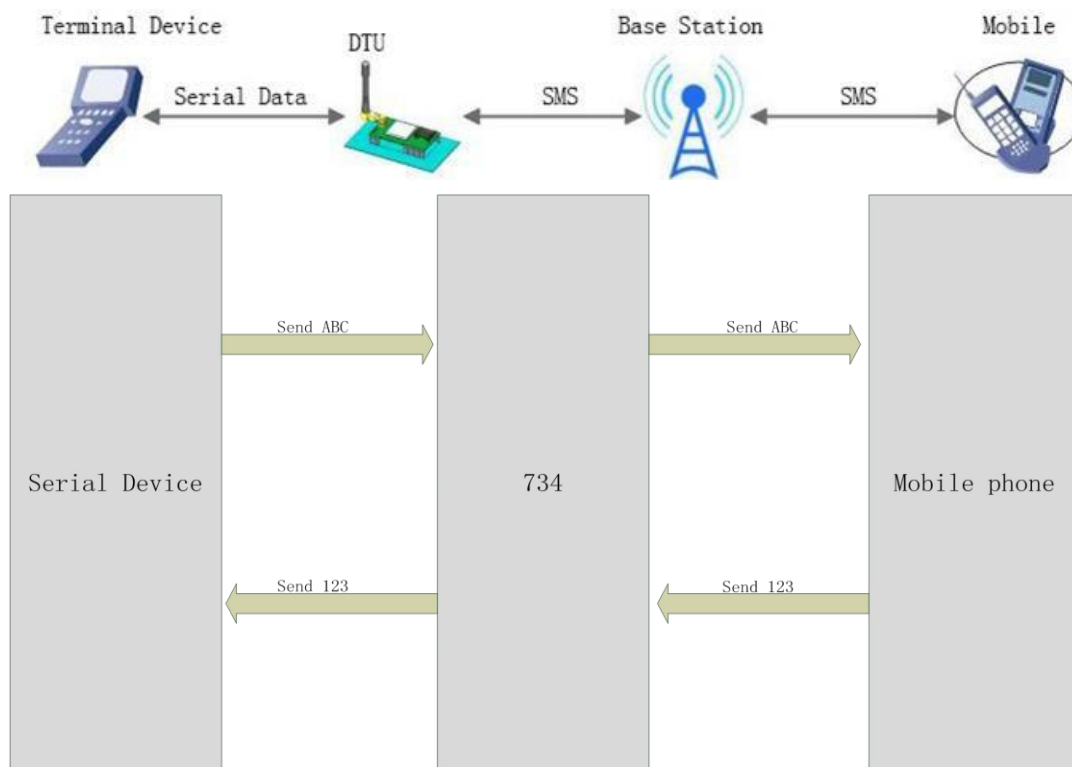 Terminal Device
DTU
Base Station
Mobile
Serial Data
SMS
SMS
Send ABC
Send ABC
Serial Device
734
Mobile phone
Send 123
Send 123